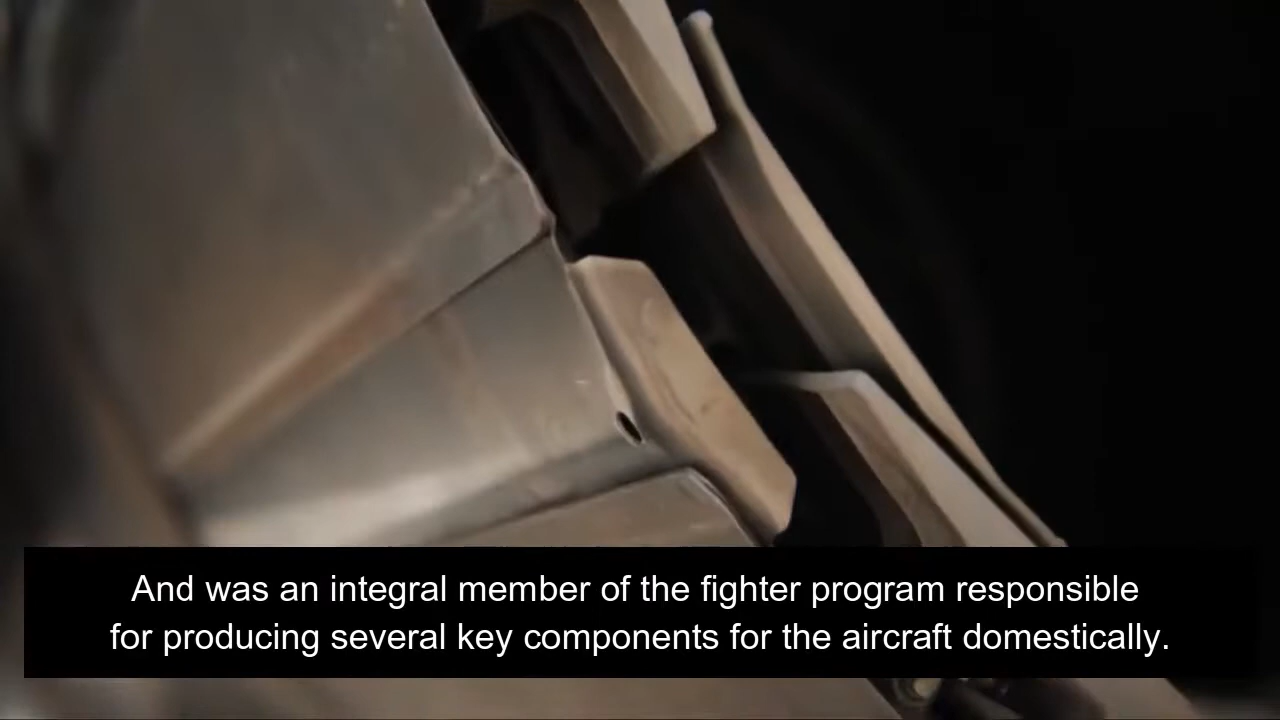 And was an integral member of the fighter program responsible
for producing several key components for the aircraft domestically.